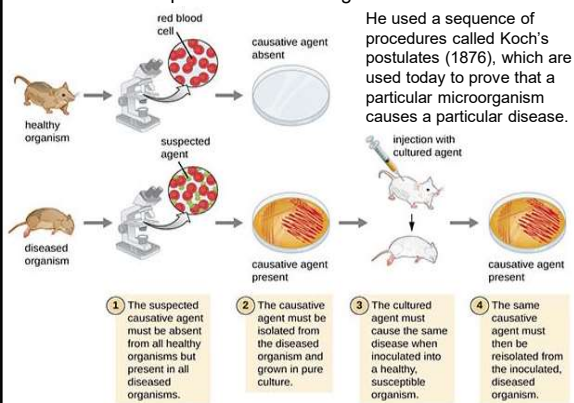 He used a sequence of
procedures called Koch's
postulates (1876), which are
used today to prove that a
particular microorganism
causes a particular disease.
red blood
cell
causative agent
absent
healthy
organism
suspected
agent
injection with
cultured agent
diseased
organism
causative agent
present
causative agent
present
1 The suspected
causative agent
must be absent
from all healthy
organisms but
present in all
diseased
organisms.
2 The causative
agent must be
isolated from
the diseased
organism and
grown in pure
culture.
3 The cultured
agent must
cause the same
disease when
inoculated into
a healthy,
susceptible
organism.
4 The same
causative
agent must
then be
reisolated from
the inoculated,
diseased
organism.